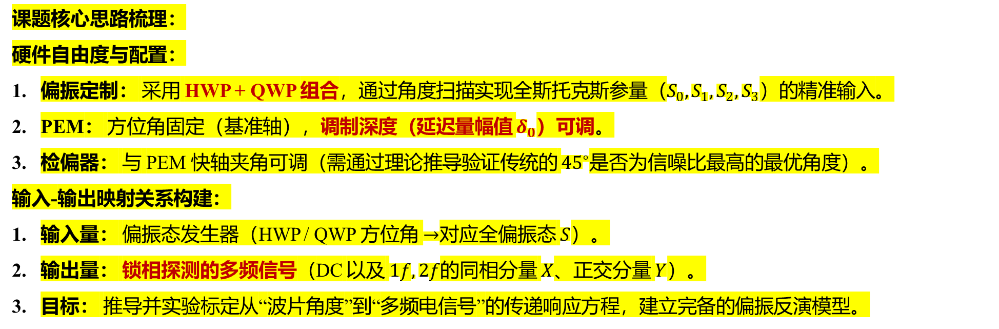 课题核心思路梳理：
硬件自由度与配置：
1. 偏振定制： 采用 HWP + QWP 组合，通过角度扫描实现全斯托克斯参量（S₀, S₁, S₂, S₃）的精准输入。
2. PEM： 方位角固定（基准轴），调制深度（延迟量幅值 δ₀）可调。
3. 检偏器： 与 PEM 快轴夹角可调（需通过理论推导验证传统的 45°是否为信噪比最高的最优角度）。
输入-输出映射关系构建：
1. 输入量： 偏振态发生器（HWP / QWP 方位角 →对应全偏振态 S）。
2. 输出量： 锁相探测的多频信号（DC 以及 1f, 2f的同相分量 X、正交分量 Y）。
3. 目标： 推导并实验标定从“波片角度”到“多频电信号”的传递响应方程，建立完备的偏振反演模型。